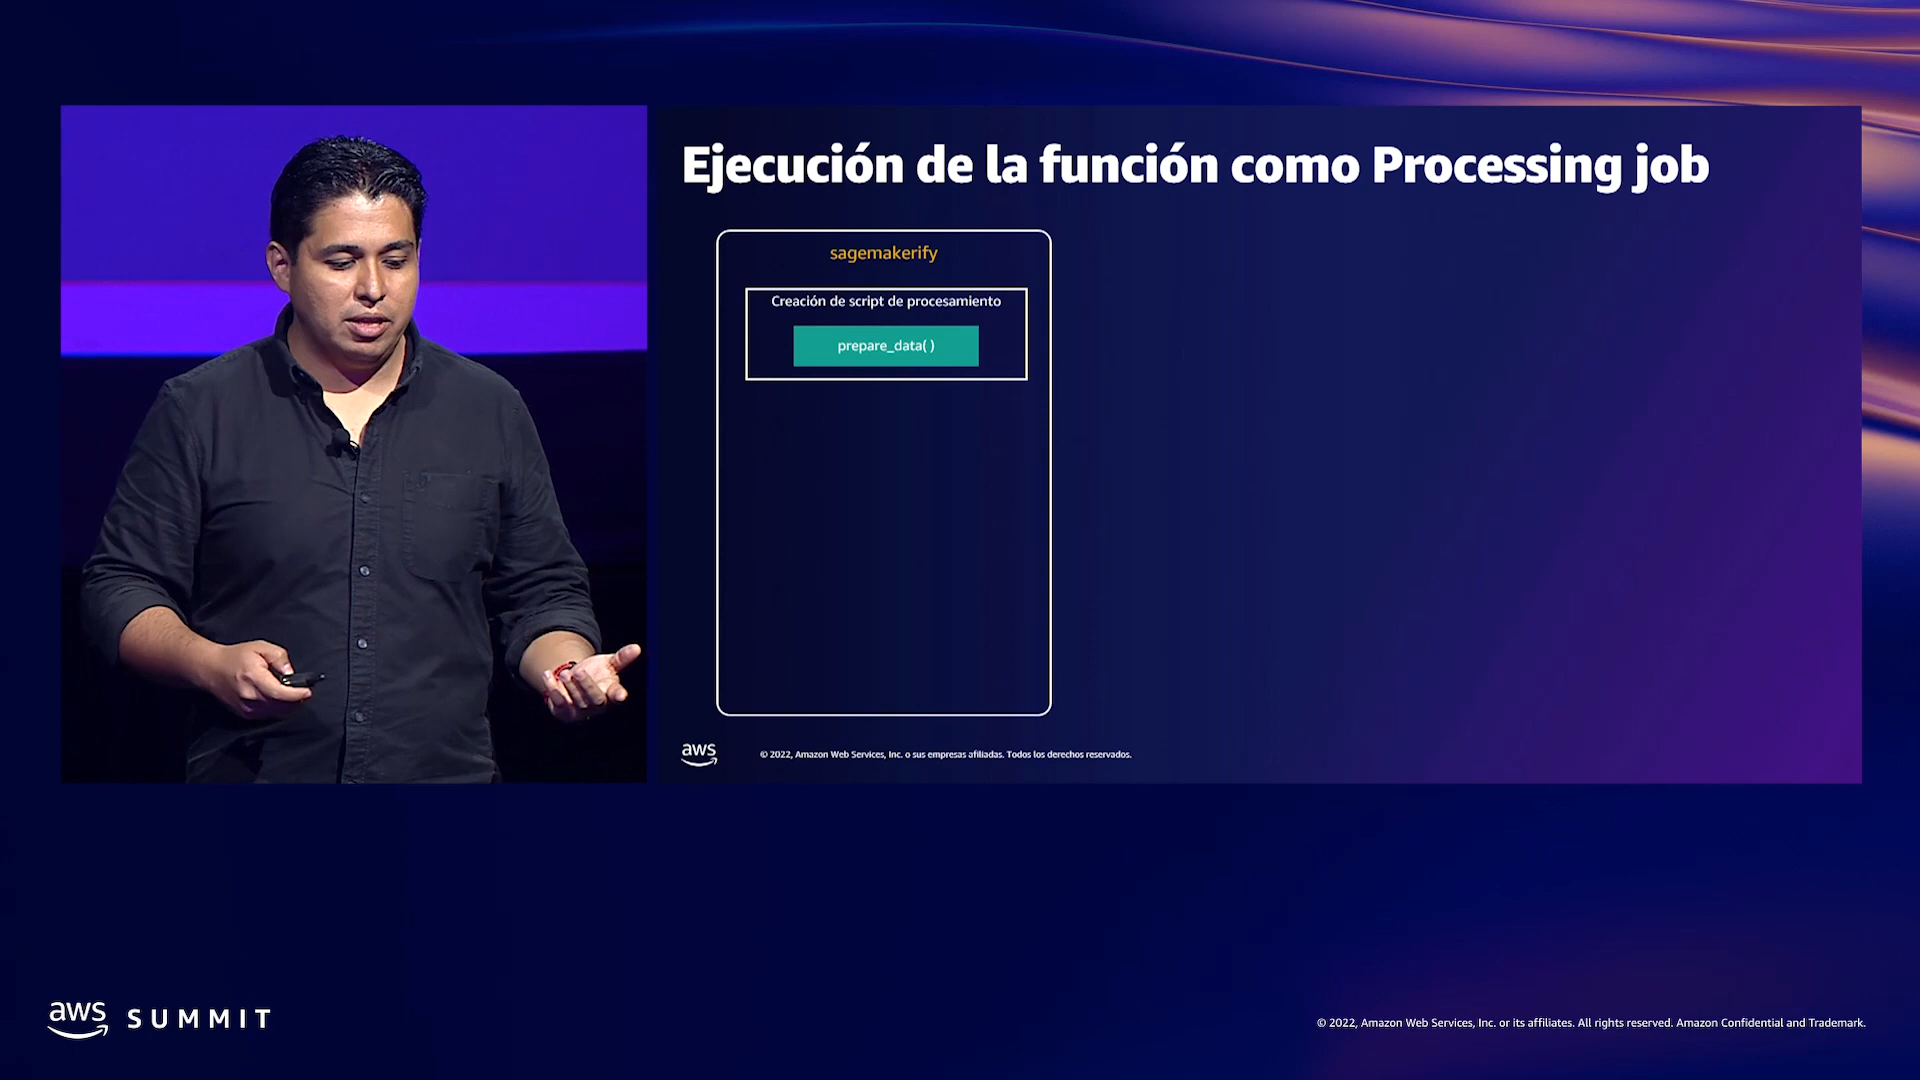 Ejecución de la función como Processing job
sagemakerify
Creación de script de procesamiento
prepare_data( )
aws
© 2022, Amazon Web Services, Inc. o sus empresas afiliadas. Todos los derechos reservados.
aws SUMMIT
© 2022, Amazon Web Services, Inc. or its affiliates. All rights reserved. Amazon Confidential and Trademark.